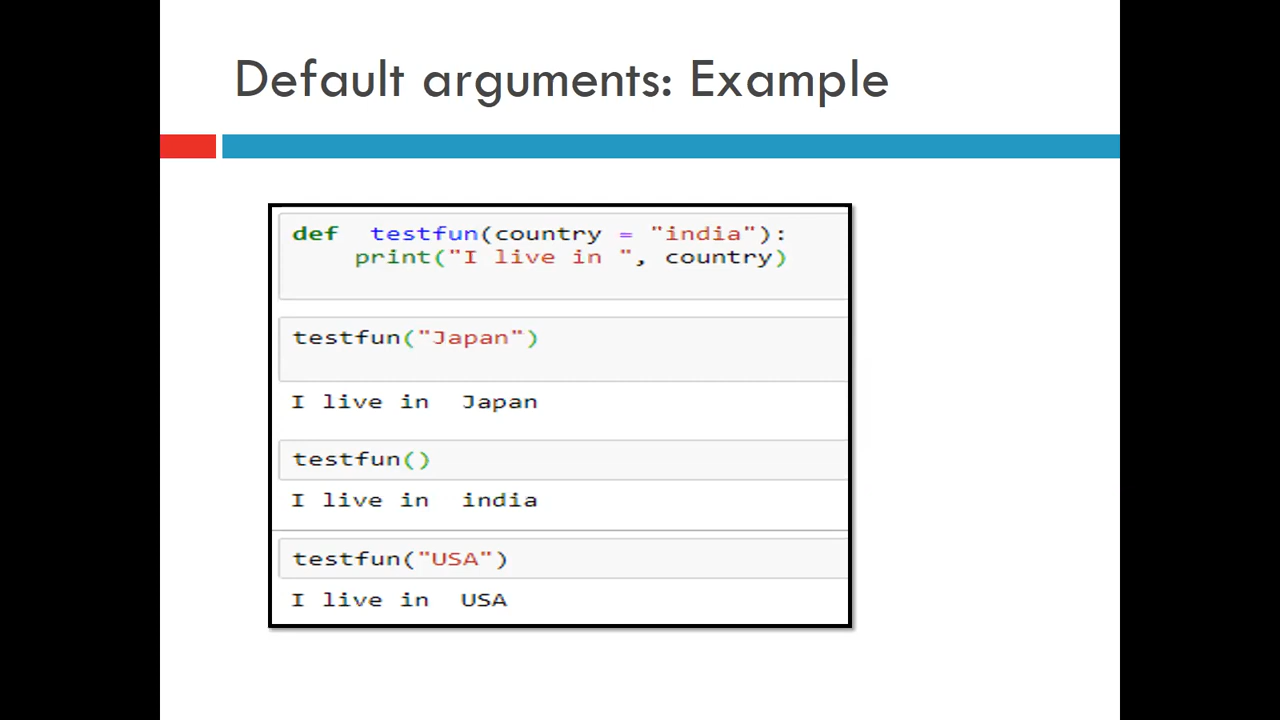 Default arguments: Example
def  testfun(country = "india"):
    print("I live in ", country)
testfun("Japan")
I live in  Japan
testfun()
I live in  india
testfun("USA")
I live in  USA